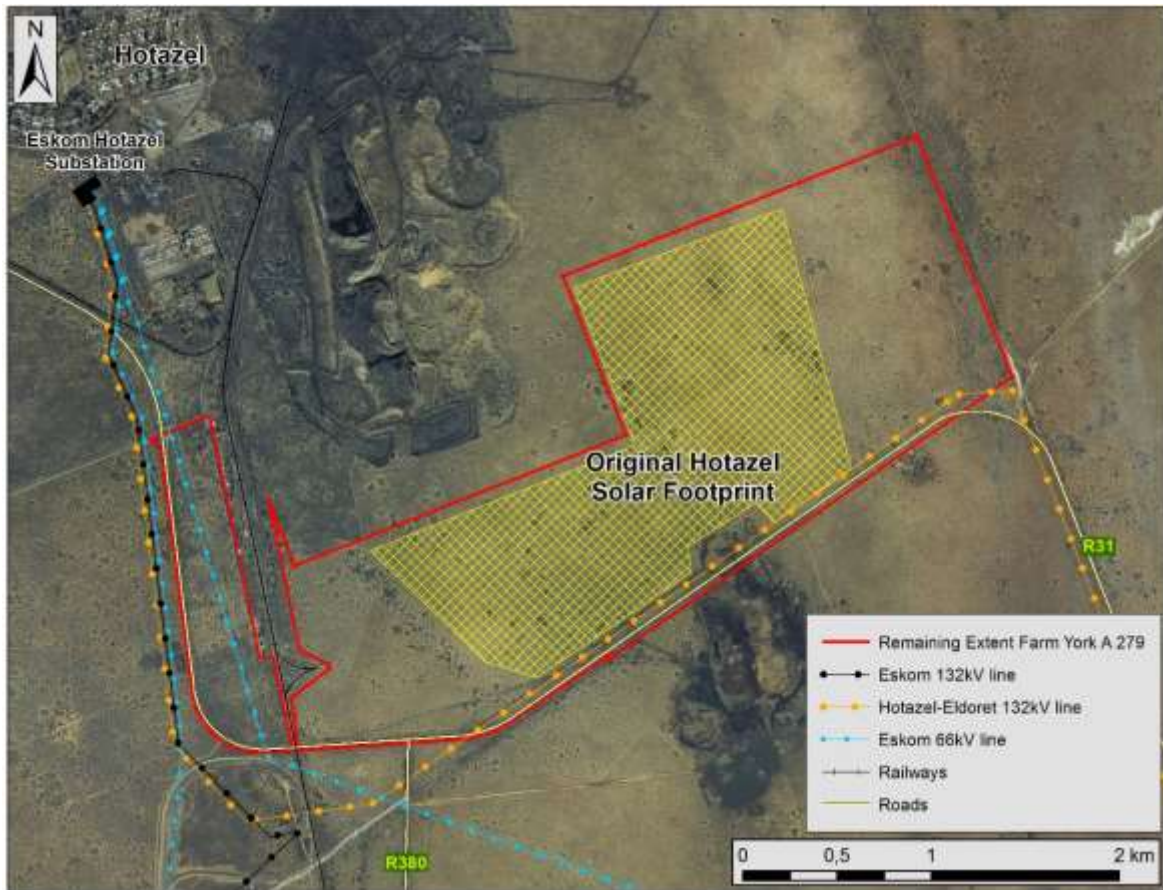 N
Hotazel
Eskom Hotazel
Substation
Original Hotazel
Solar Footprint
R31
R380
Remaining Extent Farm York A 279
Eskom 132kV line
Hotazel-Eldoret 132kV line
Eskom 66kV line
Railways
Roads
0 0,5 1 2 km